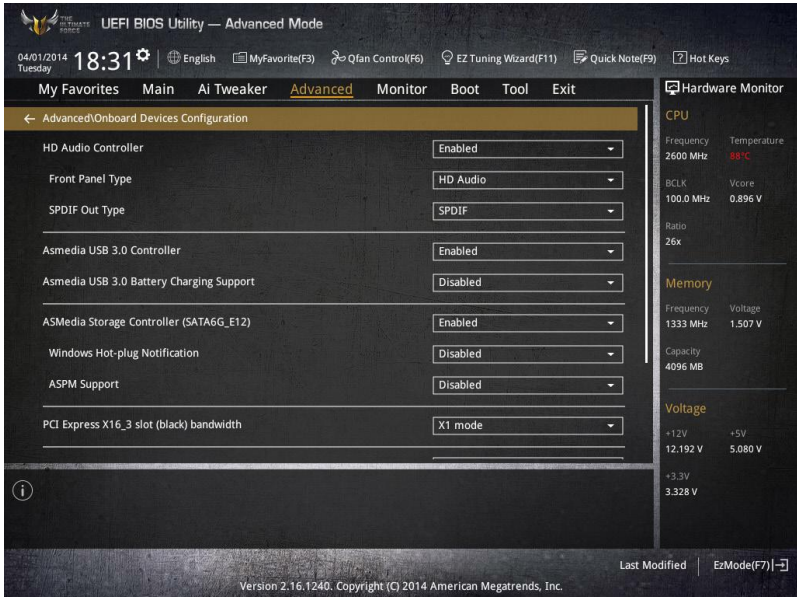 THE ULTIMATE FORCE
UEFI BIOS Utility — Advanced Mode
04/01/2014
Tuesday
18:31
English
MyFavorite(F3)
Qfan Control(F6)
EZ Tuning Wizard(F11)
Quick Note(F9)
? Hot Keys
My Favorites
Main
Ai Tweaker
Advanced
Monitor
Boot
Tool
Exit
← Advanced\Onboard Devices Configuration
HD Audio Controller Enabled
Front Panel Type HD Audio
SPDIF Out Type SPDIF
Asmedia USB 3.0 Controller Enabled
Asmedia USB 3.0 Battery Charging Support Disabled
ASMedia Storage Controller (SATA6G_E12) Enabled
Windows Hot-plug Notification Disabled
ASPM Support Disabled
PCI Express X16_3 slot (black) bandwidth X1 mode
Hardware Monitor
CPU
Frequency Temperature
2600 MHz 88°C
BCLK Vcore
100.0 MHz 0.896 V
Ratio
26x
Memory
Frequency Voltage
1333 MHz 1.507 V
Capacity
4096 MB
Voltage
+12V +5V
12.192 V 5.080 V
+3.3V
3.328 V
i
Last Modified
EzMode(F7)
Version 2.16.1240. Copyright (C) 2014 American Megatrends, Inc.